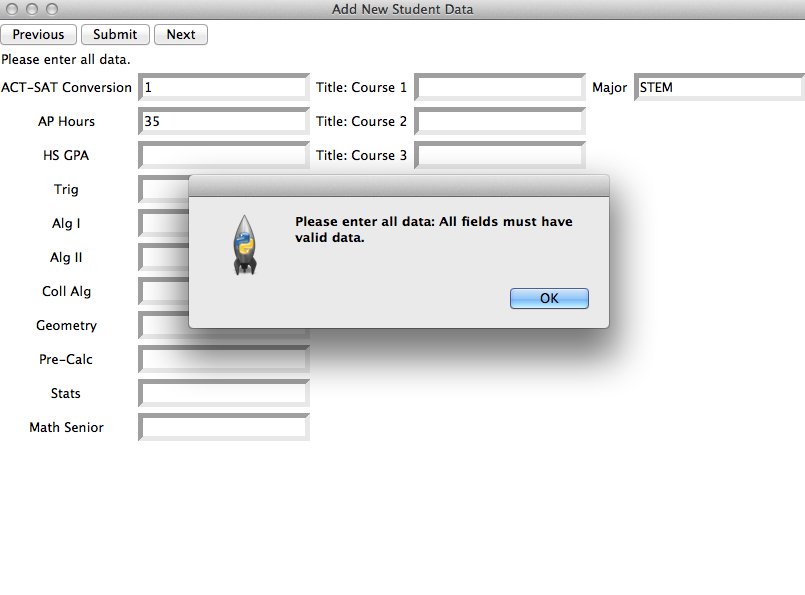 Add New Student Data
Previous Submit Next
Please enter all data.
ACT-SAT Conversion 1 Title: Course 1 Major STEM
AP Hours 35 Title: Course 2
HS GPA Title: Course 3
Trig
Alg I
Please enter all data: All fields must have
valid data.
Alg II
Coll Alg
OK
Geometry
Pre-Calc
Stats
Math Senior